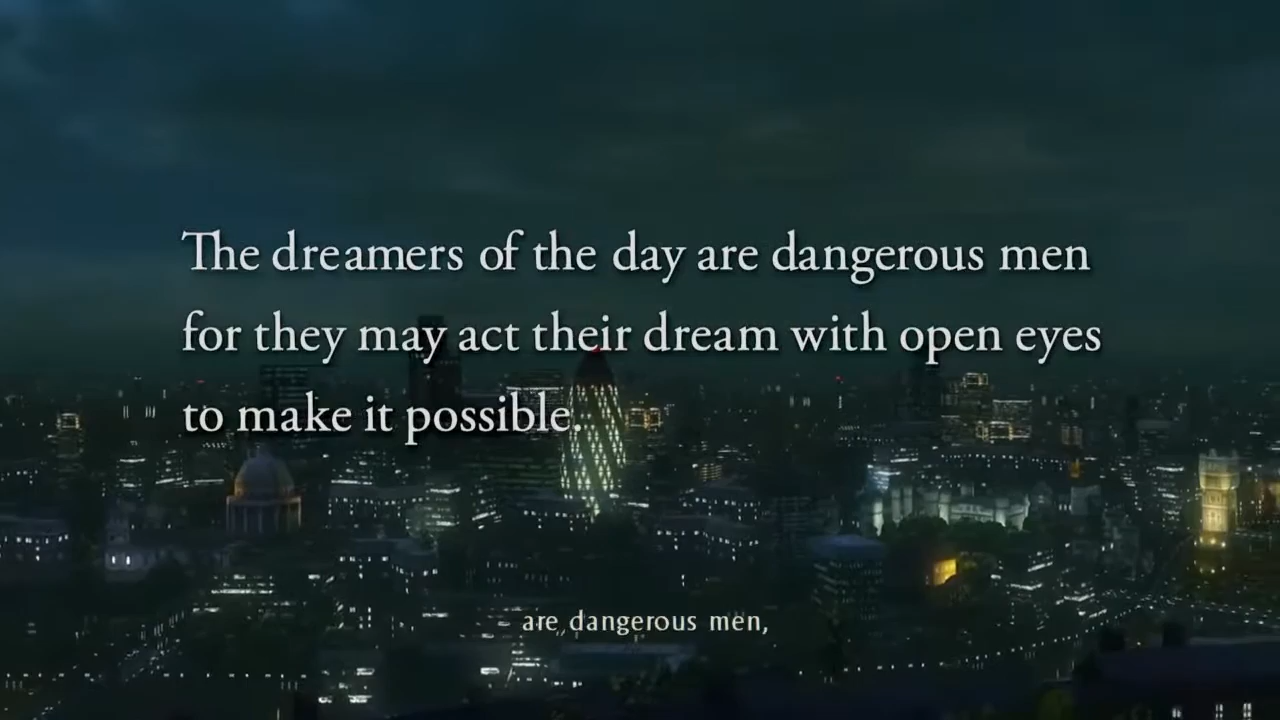 The dreamers of the day are dangerous men
for they may act their dream with open eyes
to make it possible.
are dangerous men,